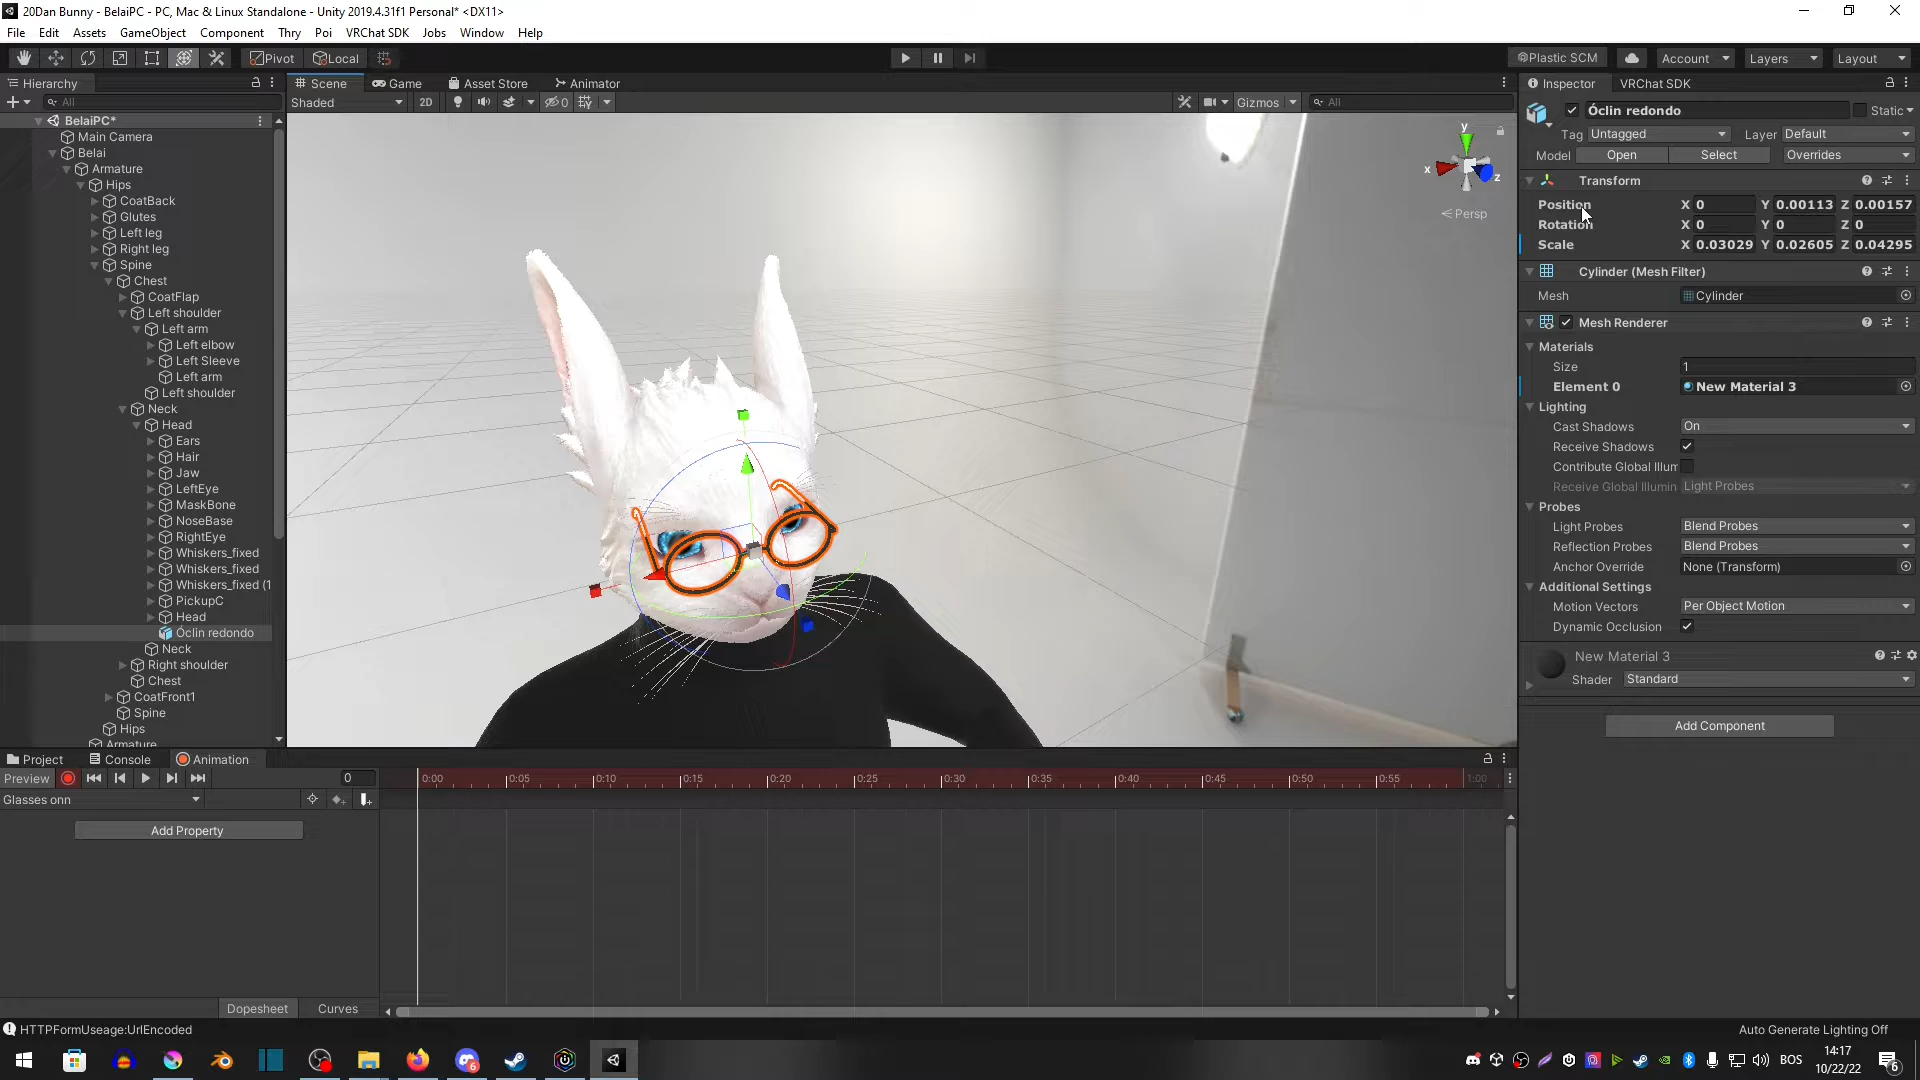 20Dan Bunny - BelaiPC - PC, Mac & Linux Standalone - Unity 2019.4.31f1 Personal* <DX11>
File Edit Assets GameObject Component Thry Poi VRChat SDK Jobs Window Help
Pivot Local Plastic SCM Account Layers Layout
Hierarchy Scene Game Asset Store Animator Inspector VRChat SDK
All Shaded 2D 0 Gizmos All
BelaiPC*
Main Camera
Belai
Armature
Hips
CoatBack
Glutes
Left leg
Right leg
Spine
Chest
CoatFlap
Left shoulder
Left arm
Left elbow
Left Sleeve
Left arm
Left shoulder
Neck
Head
Ears
Hair
Jaw
LeftEye
MaskBone
NoseBase
RightEye
Whiskers_fixed
Whiskers_fixed
Whiskers_fixed (1
PickupC
Head
Óclin redondo
Neck
Right shoulder
Chest
CoatFront1
Spine
Hips
Armature
y
x
z
Persp
Óclin redondo Static
Tag Untagged Layer Default
Model Open Select Overrides
Transform
Position X 0 Y 0.00113 Z 0.00157
Rotation X 0 Y 0 Z 0
Scale X 0.03029 Y 0.02605 Z 0.04295
Cylinder (Mesh Filter)
Mesh Cylinder
Mesh Renderer
Materials
Size 1
Element 0 New Material 3
Lighting
Cast Shadows On
Receive Shadows
Contribute Global Illum
Receive Global Illumin Light Probes
Probes
Light Probes Blend Probes
Reflection Probes Blend Probes
Anchor Override None (Transform)
Additional Settings
Motion Vectors Per Object Motion
Dynamic Occlusion
New Material 3
Shader Standard
Add Component
Project Console Animation
Preview 0 0:00 0:05 0:10 0:15 0:20 0:25 0:30 0:35 0:40 0:45 0:50 0:55 1:00
Glasses onn
Add Property
Dopesheet Curves
HTTPFormUseage:UrlEncoded
Auto Generate Lighting Off
6
BOS
14:17
10/22/22
6